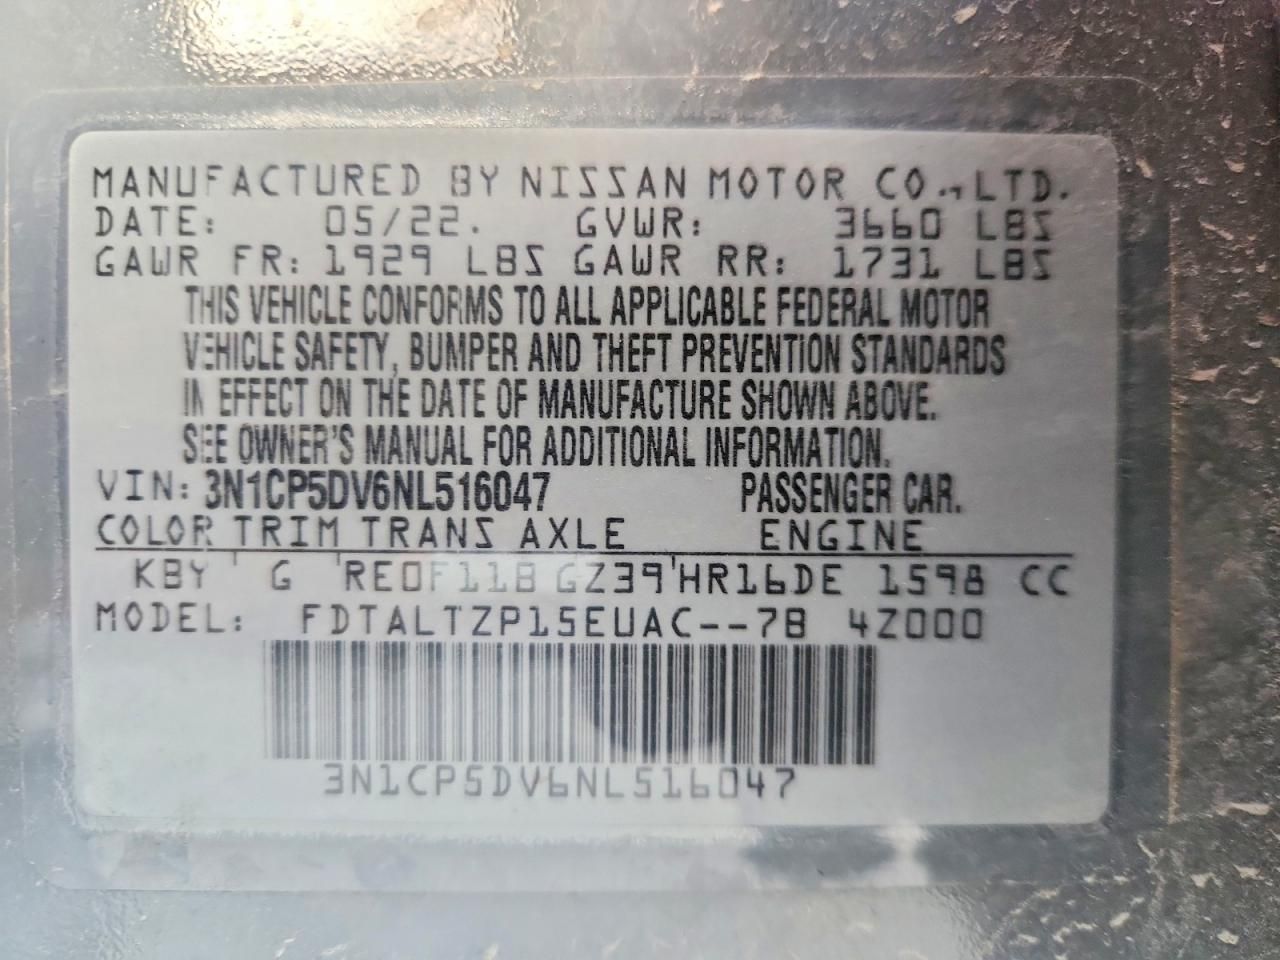 MANUFACTURED BY NISSAN MOTOR CO., LTD.
DATE: 05/22. GVWR: 3660 LBS
GAWR FR: 1929 LBS GAWR RR: 1731 LBS
THIS VEHICLE CONFORMS TO ALL APPLICABLE FEDERAL MOTOR
VEHICLE SAFETY, BUMPER AND THEFT PREVENTION STANDARDS
IN EFFECT ON THE DATE OF MANUFACTURE SHOWN ABOVE.
SEE OWNER'S MANUAL FOR ADDITIONAL INFORMATION.
VIN: 3N1CP5DV6NL516047 PASSENGER CAR.
COLOR TRIM TRANS AXLE ENGINE
KBY ' G RE0F11B GZ39'HR16DE 1598 CC
MODEL: FDTALTZP15EUAC--7B 4Z000
3N1CP5DV6NL516047